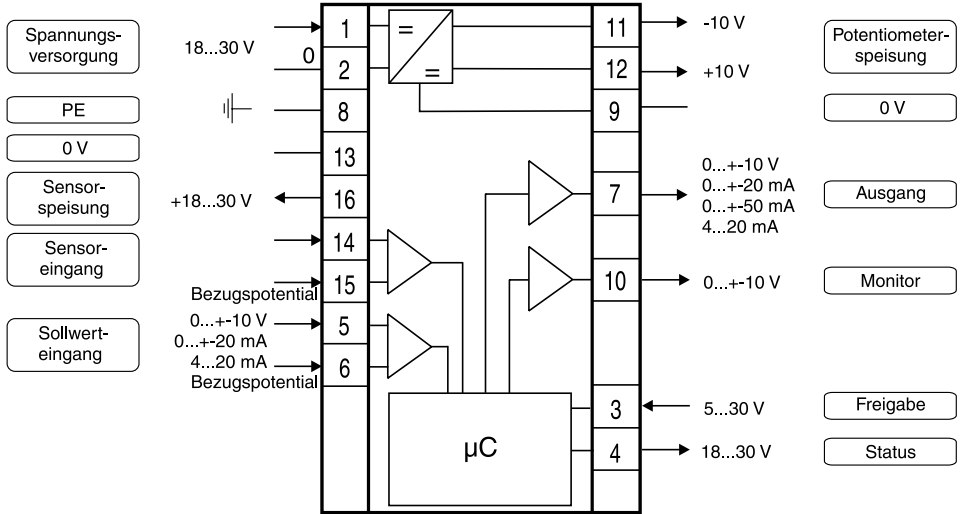 Spannungs-
versorgung
PE
0 V
Sensor-
speisung
Sensor-
eingang
Sollwert-
eingang
18...30 V
0
+18...30 V
Bezugspotential
0...+-10 V
0...+-20 mA
4...20 mA
Bezugspotential
1
2
8
13
16
14
15
5
6
=
=
µC
11
12
9
7
10
3
4
-10 V
+10 V
0...+-10 V
0...+-20 mA
0...+-50 mA
4...20 mA
0...+-10 V
5...30 V
18...30 V
Potentiometer-
speisung
0 V
Ausgang
Monitor
Freigabe
Status